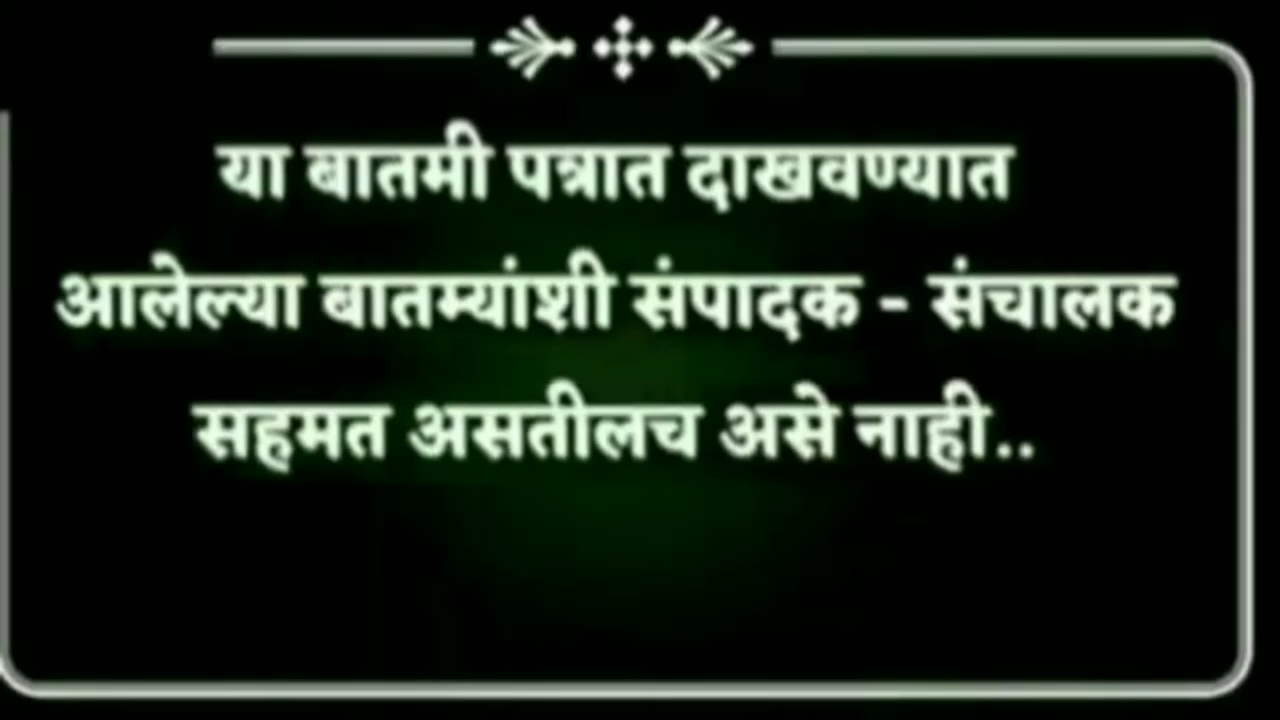 या बातमी पत्रात दाखवण्यात
आलेल्या बातम्यांशी संपादक - संचालक
सहमत असतीलच असे नाही..